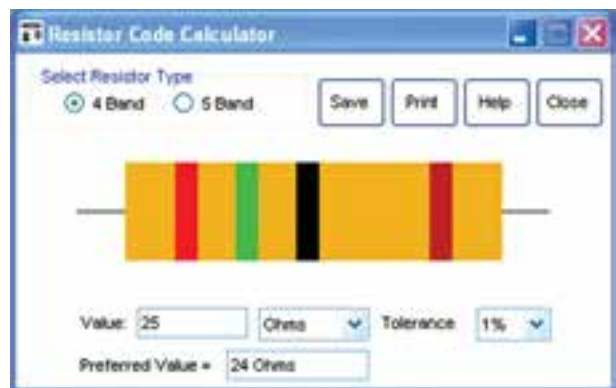 Resistor Code Calculator
Select Resistor Type
4 Band 5 Band Save Print Help Close
Value: 25 Ohms Tolerance 1%
Preferred Value = 24 Ohms